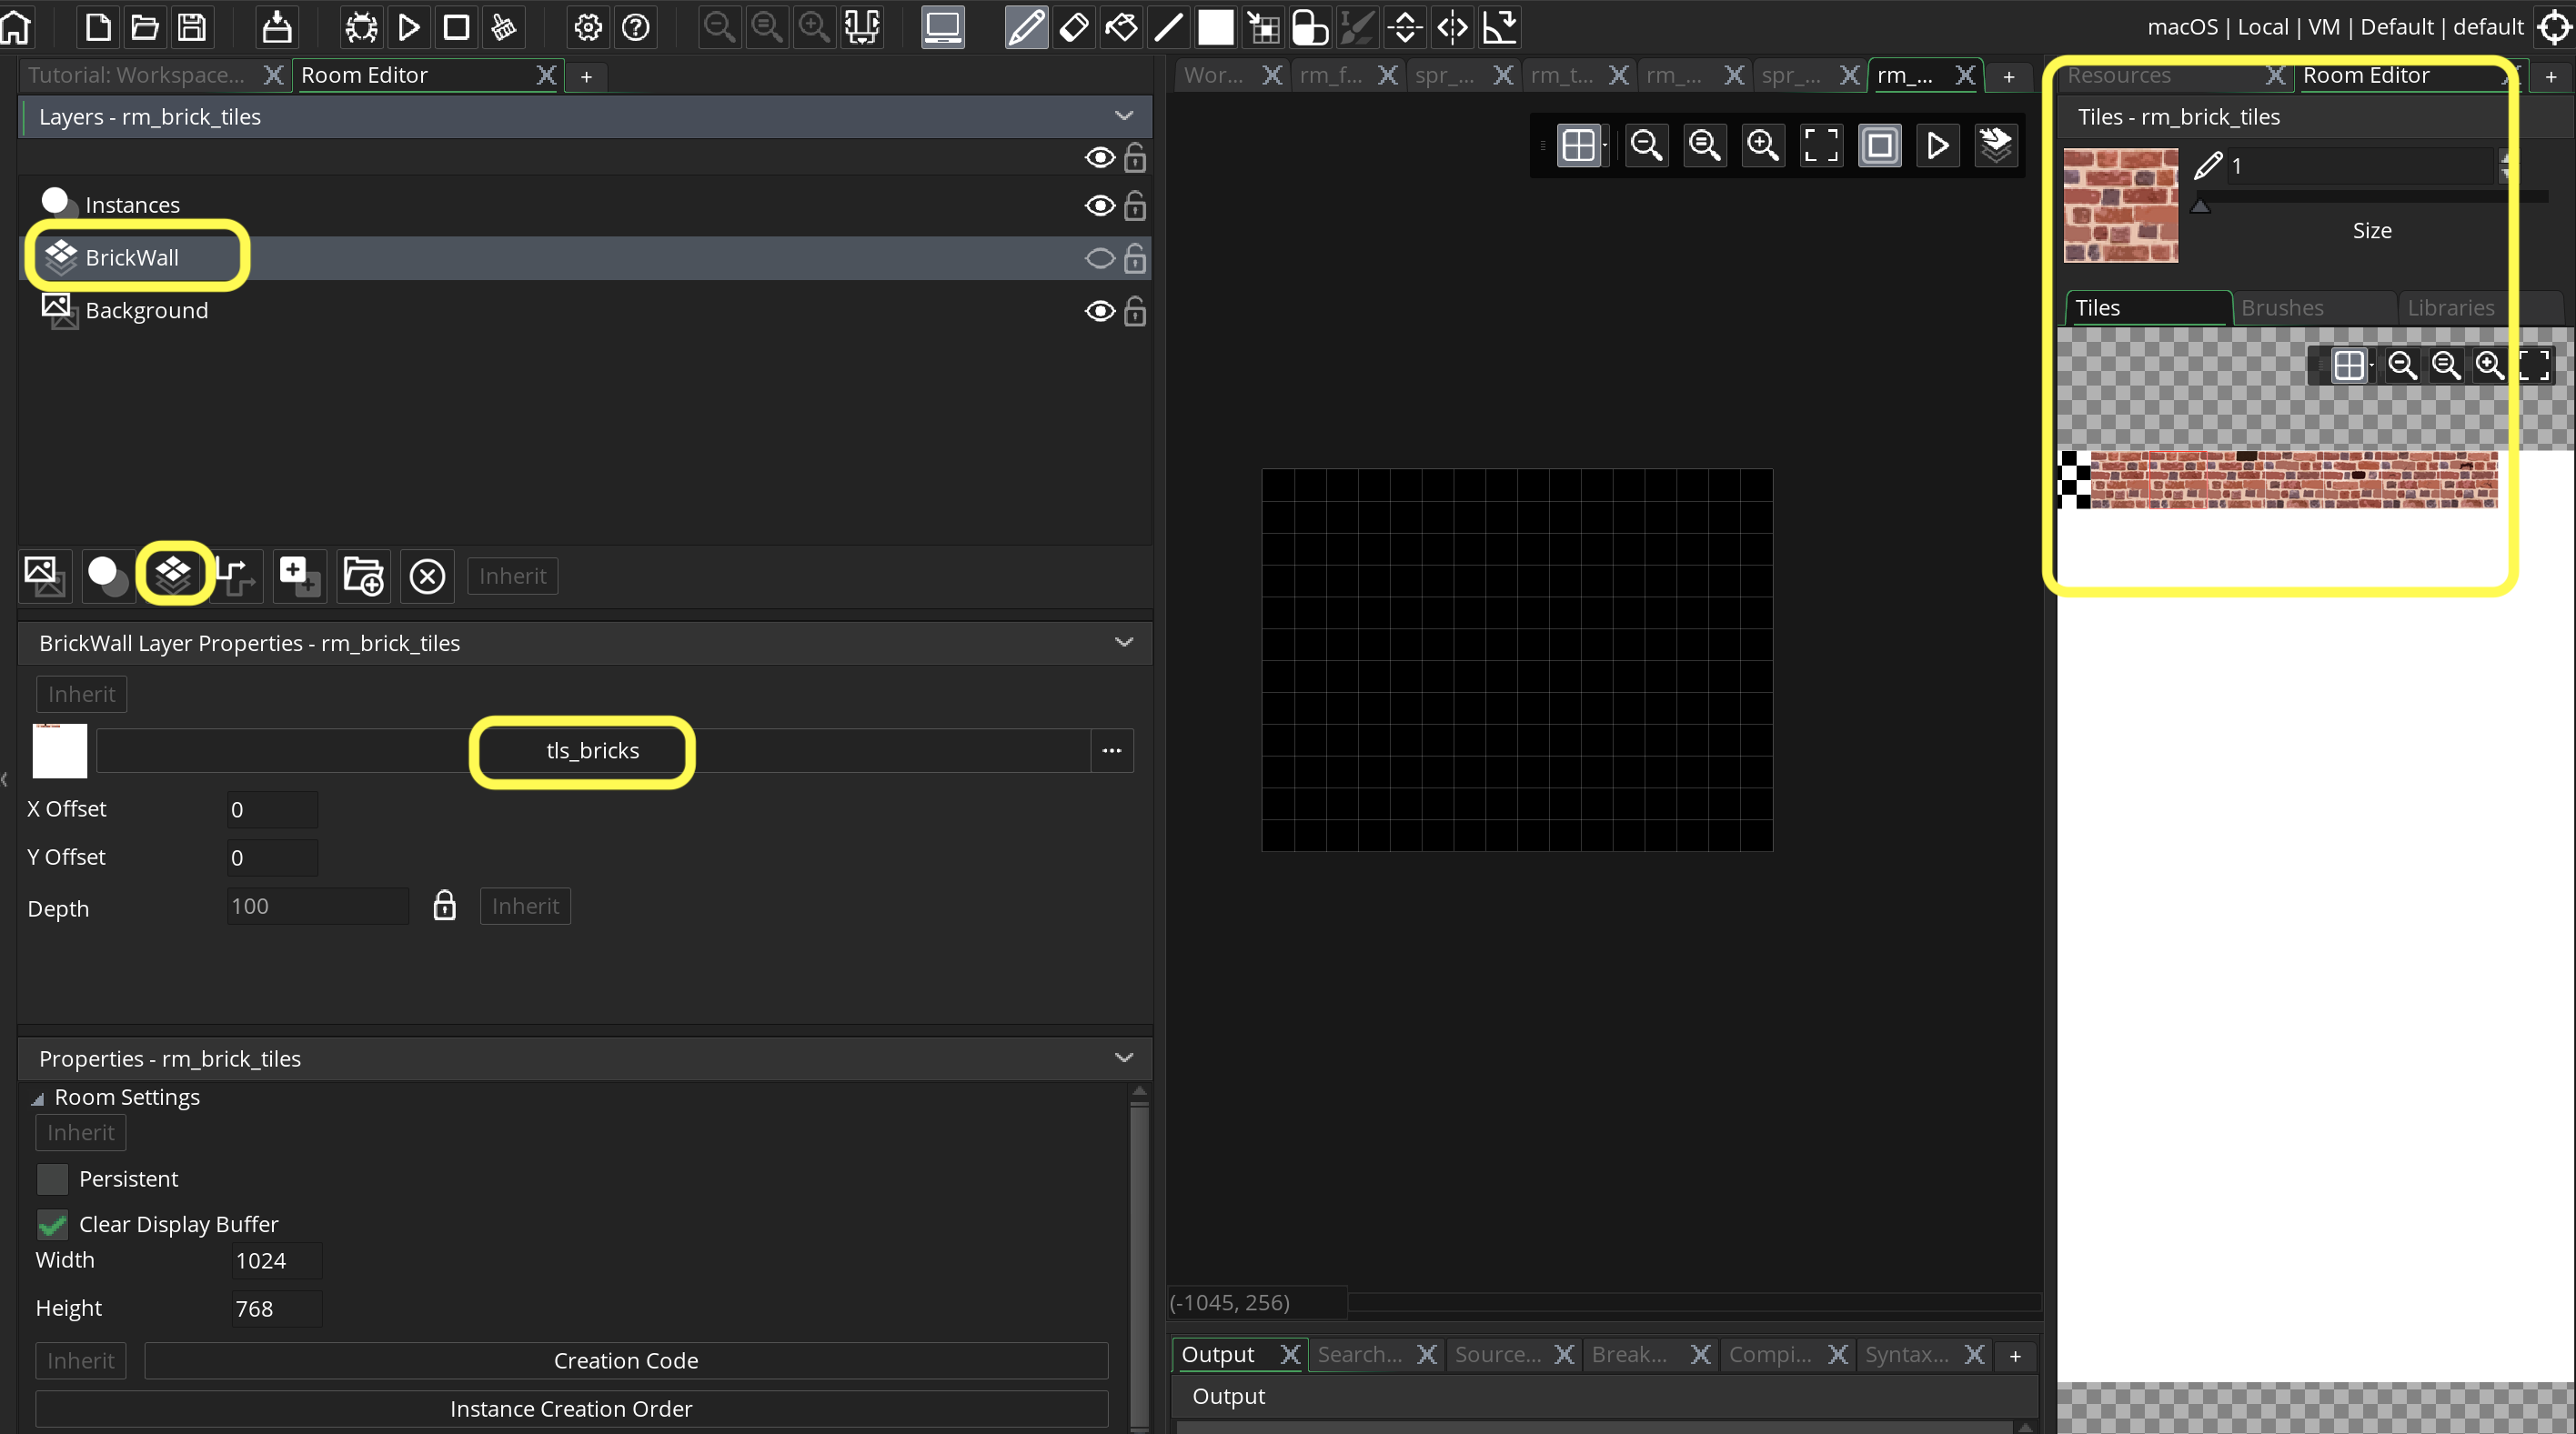 macOS | Local | VM | Default | default
Tutorial: Workspace...
Room Editor
+
Wor...
rm_f...
spr_...
rm_t...
rm_...
spr_...
rm_...
+
Resources
Room Editor
+
Layers - rm_brick_tiles
Instances
BrickWall
Background
Inherit
BrickWall Layer Properties - rm_brick_tiles
Inherit
tls_bricks
...
X Offset
0
Y Offset
0
Depth
100
Inherit
Properties - rm_brick_tiles
Room Settings
Inherit
Persistent
Clear Display Buffer
Width
1024
Height
768
Inherit
Creation Code
Instance Creation Order
(-1045, 256)
Output
Search...
Source...
Break...
Compi...
Syntax...
+
Output
Tiles - rm_brick_tiles
1
Size
Tiles
Brushes
Libraries